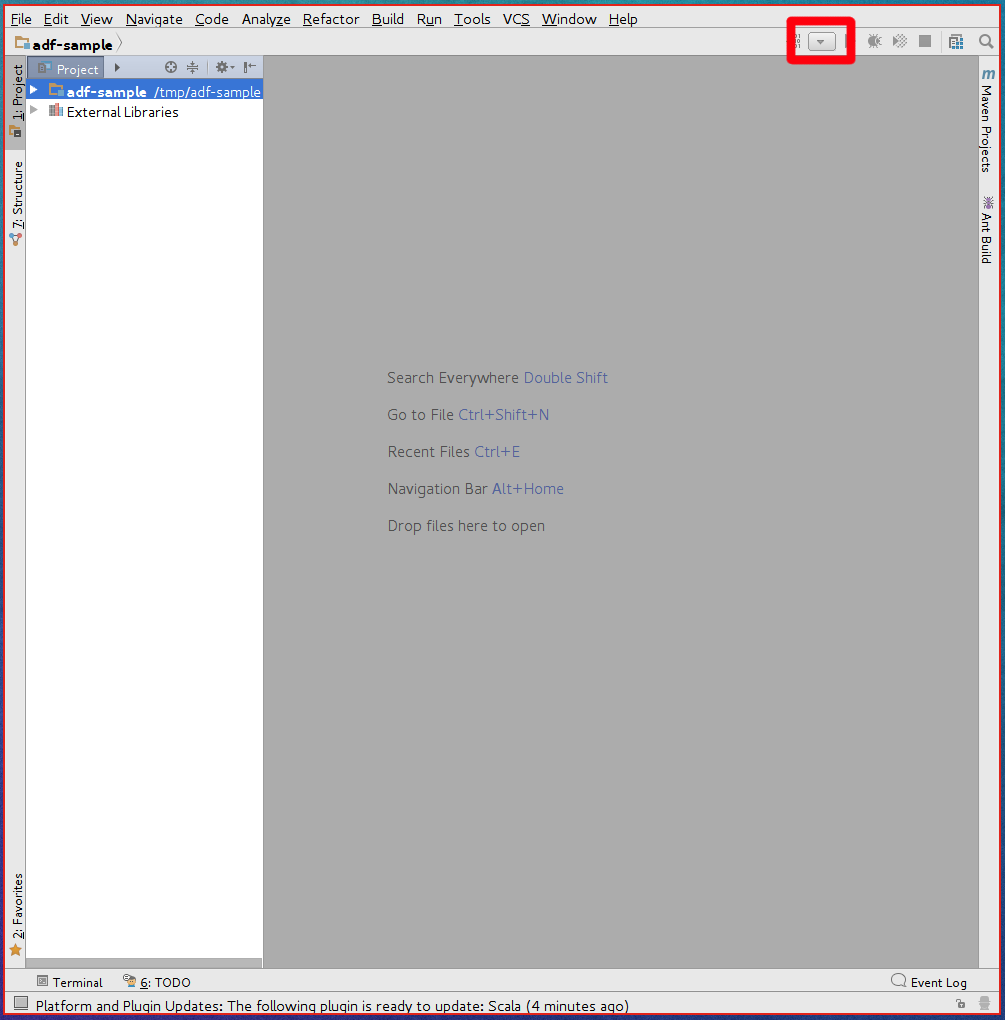 File Edit View Navigate Code Analyze Refactor Build Run Tools VCS Window Help
adf-sample
Project
adf-sample /tmp/adf-sample
External Libraries
1: Project
7: Structure
2: Favorites
Search Everywhere Double Shift
Go to File Ctrl+Shift+N
Recent Files Ctrl+E
Navigation Bar Alt+Home
Drop files here to open
m
Maven Projects
Ant Build
Terminal 6: TODO Event Log
Platform and Plugin Updates: The following plugin is ready to update: Scala (4 minutes ago)